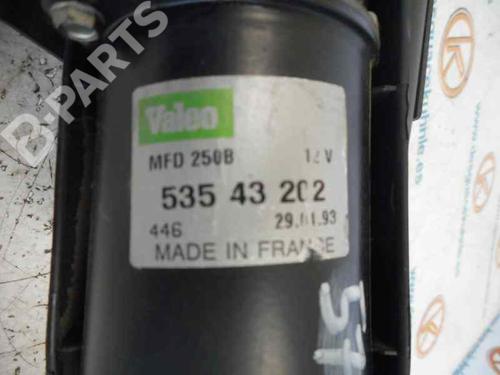 B-PARTS
Valeo
MFD 250B 12V
535 43 202
446 29.01.93
MADE IN FRANCE